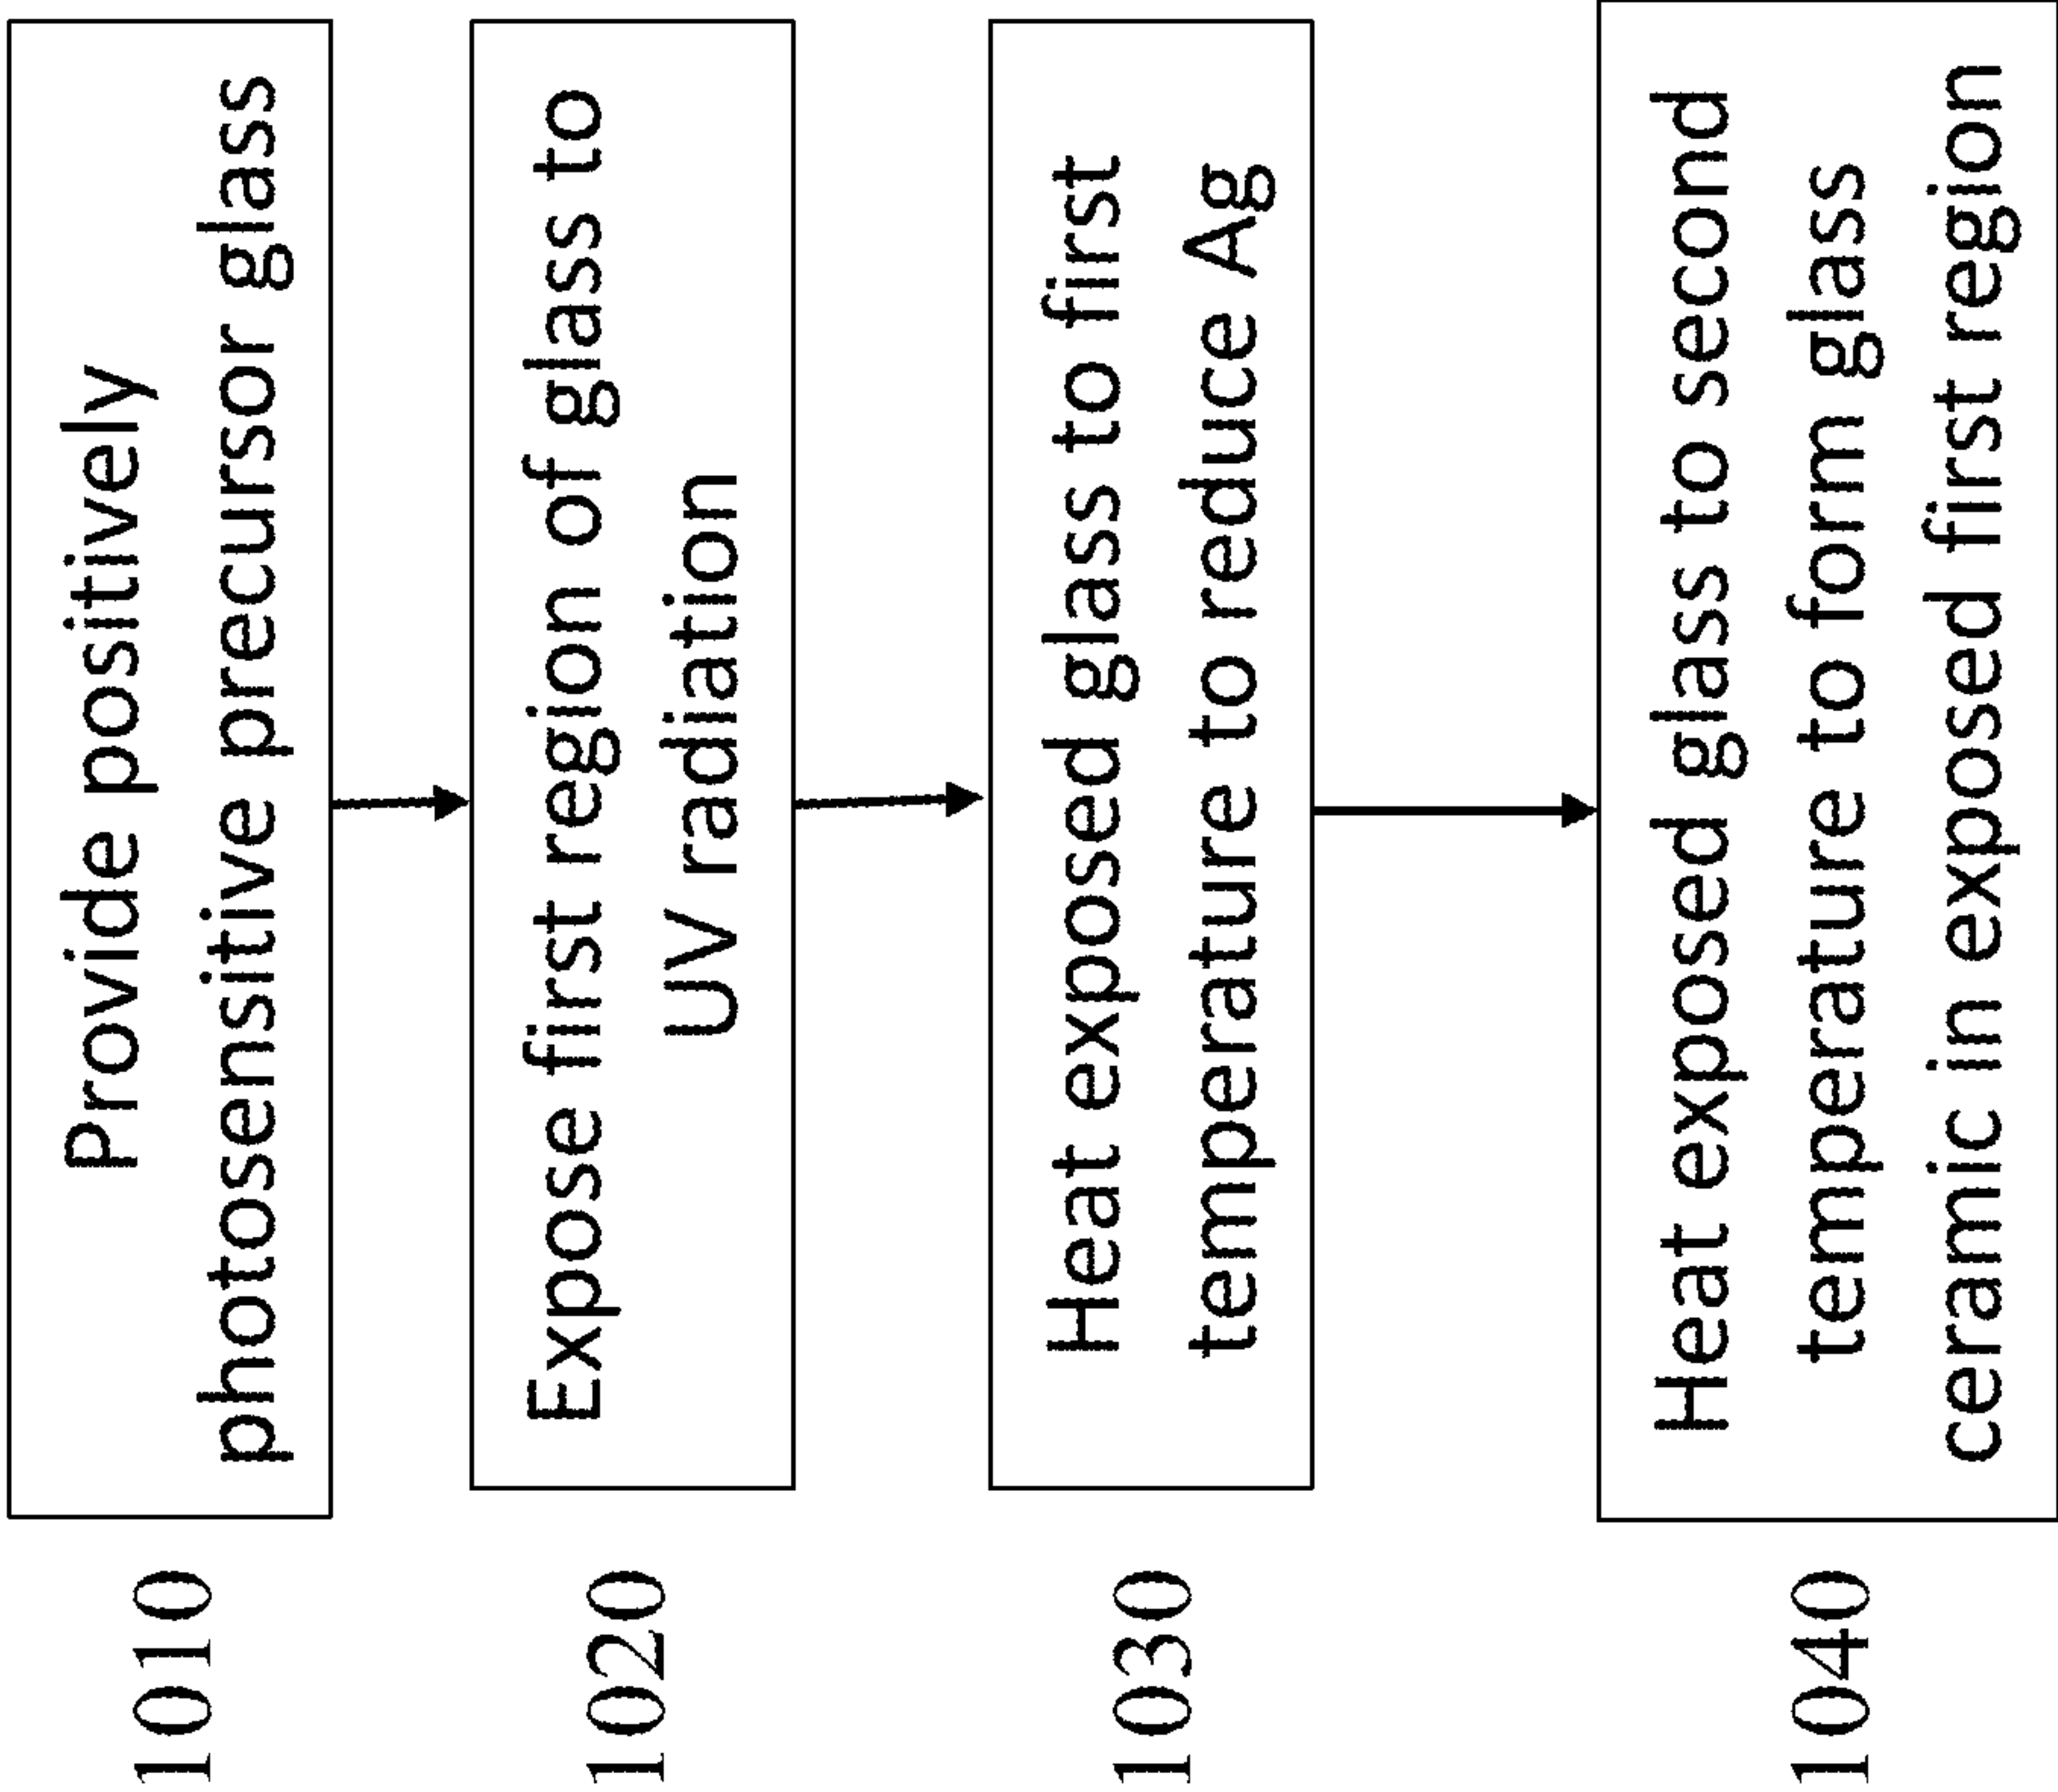 1010
Provide positively
photosensitive precursor glass
1020
Expose first region of glass to
UV radiation
1030
Heat exposed glass to first
temperature to reduce Ag
1040
Heat exposed glass to second
temperature to form glass
ceramic in exposed first region